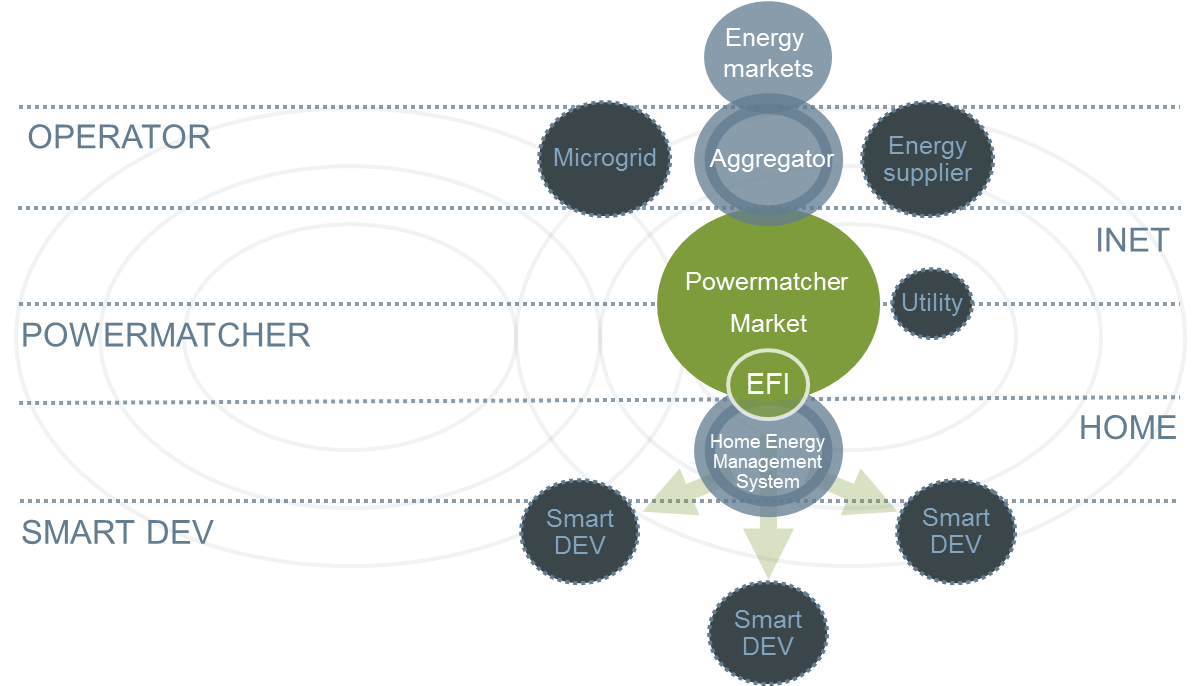 Energy
markets
OPERATOR
Microgrid
Aggregator
Energy
supplier
INET
Powermatcher
Market
Utility
POWERMATCHER
EFI
HOME
Home Energy
Management
System
SMART DEV
Smart
DEV
Smart
DEV
Smart
DEV